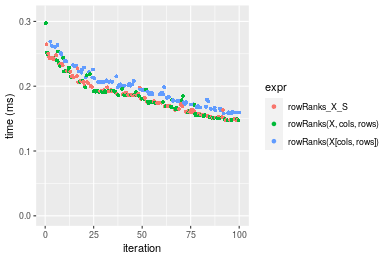 0.3
0.2
0.1
0.0
time (ms)
0
25
50
75
100
iteration
expr
rowRanks_X_S
rowRanks(X, cols, rows)
rowRanks(X[cols, rows])